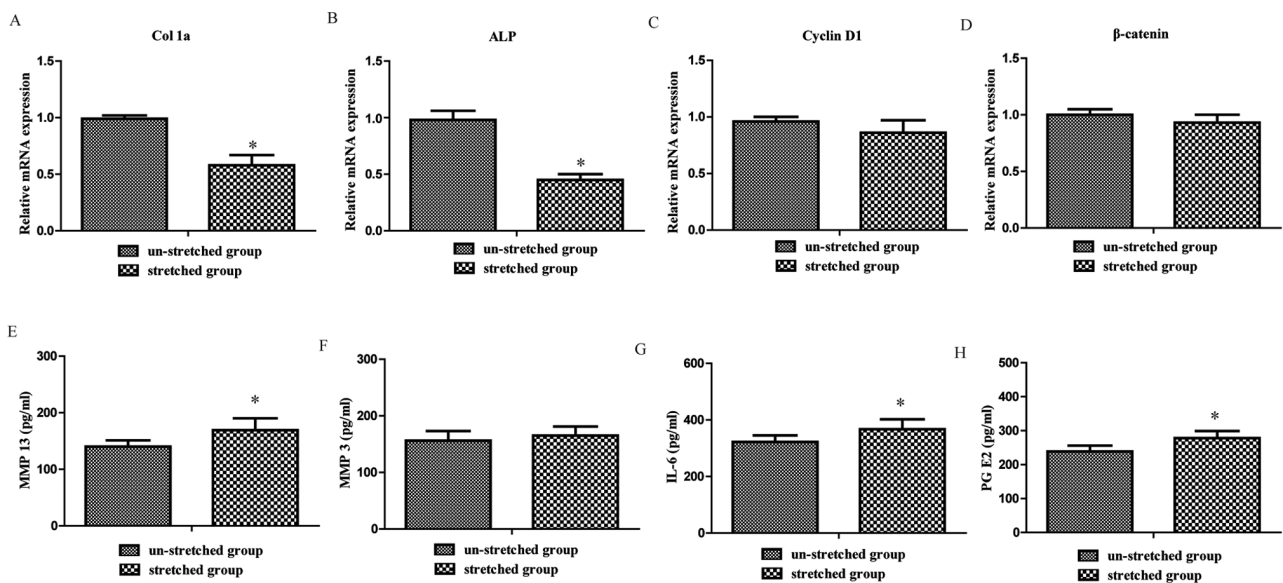 A
Col 1a
Relative mRNA expression
1.5
1.0
0.5
0.0
*
un-stretched group
stretched group
B
ALP
Relative mRNA expression
1.5
1.0
0.5
0.0
*
un-stretched group
stretched group
C
Cyclin D1
Relative mRNA expression
1.5
1.0
0.5
0.0
un-stretched group
stretched group
D
β-catenin
Relative mRNA expression
1.5
1.0
0.5
0.0
un-stretched group
stretched group
E
MMP 13 (pg/ml)
300
200
100
0
*
un-stretched group
stretched group
F
MMP 3 (pg/ml)
300
200
100
0
un-stretched group
stretched group
G
IL-6 (pg/ml)
600
400
200
0
*
un-stretched group
stretched group
H
PG E2 (pg/ml)
500
400
300
200
100
0
*
un-stretched group
stretched group